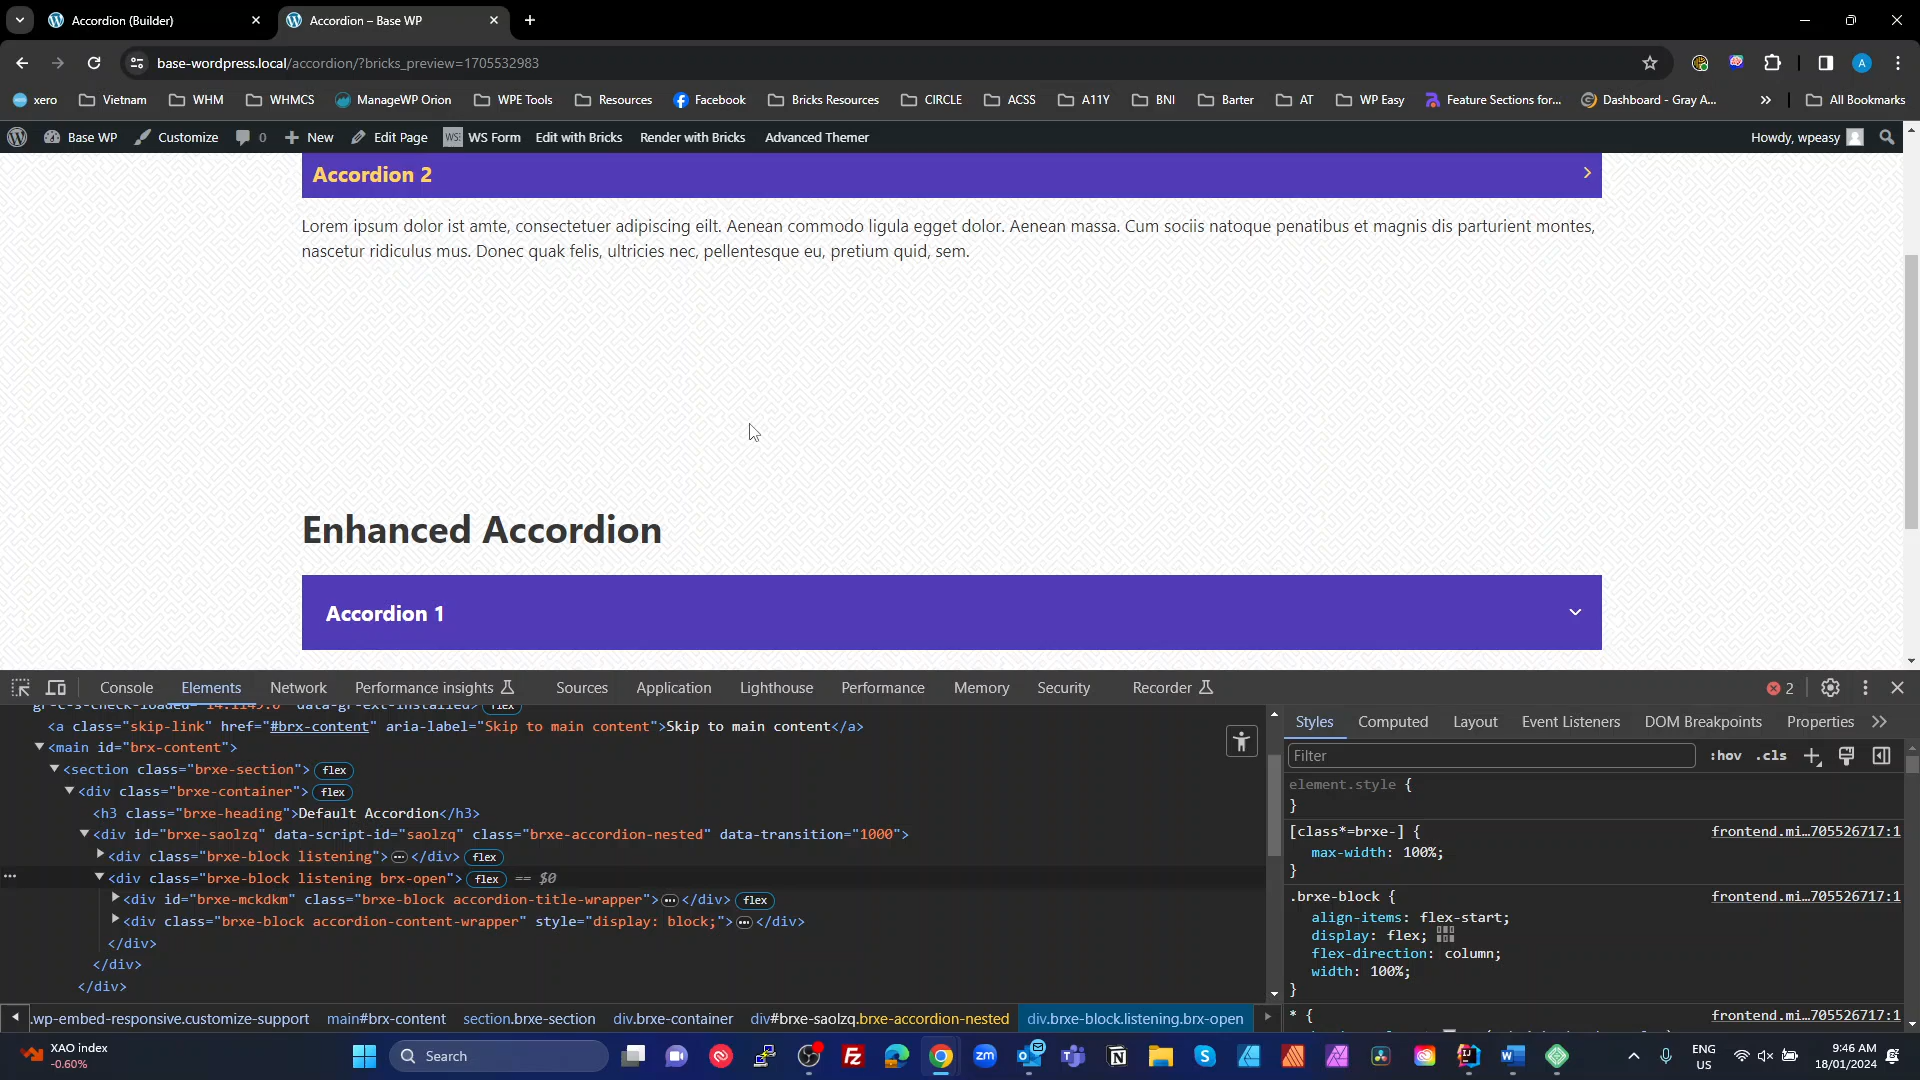 Accordion (Builder)
Accordion – Base WP
base-wordpress.local/accordion/?bricks_preview=1705532983
xero
Vietnam
WHM
WHMCS
ManageWP Orion
WPE Tools
Resources
Facebook
Bricks Resources
CIRCLE
ACSS
A11Y
BNI
Barter
AT
WP Easy
Feature Sections for...
Dashboard - Gray A...
All Bookmarks
Base WP
Customize
0
New
Edit Page
WS Form
Edit with Bricks
Render with Bricks
Advanced Themer
Howdy, wpeasy
Accordion 2
Lorem ipsum dolor ist amte, consectetuer adipiscing eilt. Aenean commodo ligula egget dolor. Aenean massa. Cum sociis natoque penatibus et magnis dis parturient montes,
nascetur ridiculus mus. Donec quak felis, ultricies nec, pellentesque eu, pretium quid, sem.
Enhanced Accordion
Accordion 1
Console
Elements
Network
Performance insights
Sources
Application
Lighthouse
Performance
Memory
Security
Recorder
2
<a class="skip-link" href="#brx-content" aria-label="Skip to main content">Skip to main content</a>
<main id="brx-content">
<section class="brxe-section"> flex
<div class="brxe-container"> flex
<h3 class="brxe-heading">Default Accordion</h3>
<div id="brxe-saolzq" data-script-id="saolzq" class="brxe-accordion-nested" data-transition="1000">
<div class="brxe-block listening">…</div> flex
<div class="brxe-block listening brx-open"> flex == $0
<div id="brxe-mckdkm" class="brxe-block accordion-title-wrapper">…</div> flex
<div class="brxe-block accordion-content-wrapper" style="display: block;">…</div>
</div>
</div>
</div>
.wp-embed-responsive.customize-support
main#brx-content
section.brxe-section
div.brxe-container
div#brxe-saolzq.brxe-accordion-nested
div.brxe-block.listening.brx-open
Styles
Computed
Layout
Event Listeners
DOM Breakpoints
Properties
Filter
:hov
.cls
element.style {
}
[class*=brxe-] {
frontend.mi…705526717:1
max-width: 100%;
}
.brxe-block {
frontend.mi…705526717:1
align-items: flex-start;
display: flex;
flex-direction: column;
width: 100%;
}
* {
frontend.mi…705526717:1
XAO index
-0.60%
Search
ENG
US
9:46 AM
18/01/2024